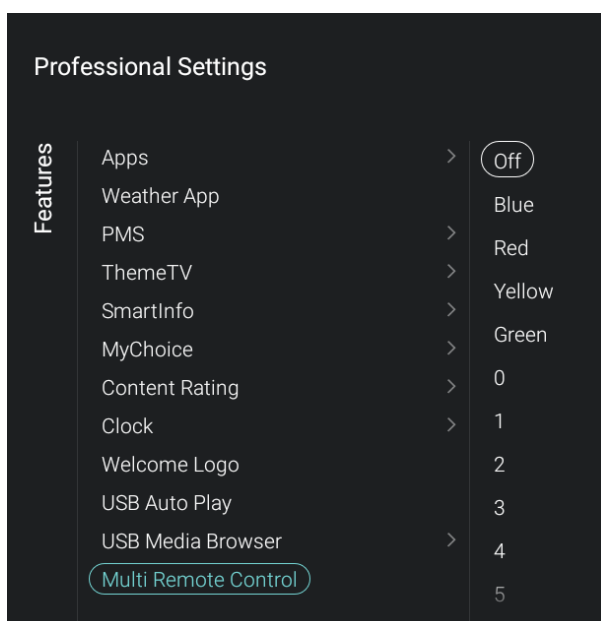 Professional Settings
Features
Apps
Weather App
PMS
ThemeTV
SmartInfo
MyChoice
Content Rating
Clock
Welcome Logo
USB Auto Play
USB Media Browser
Multi Remote Control
Off
Blue
Red
Yellow
Green
0
1
2
3
4
5